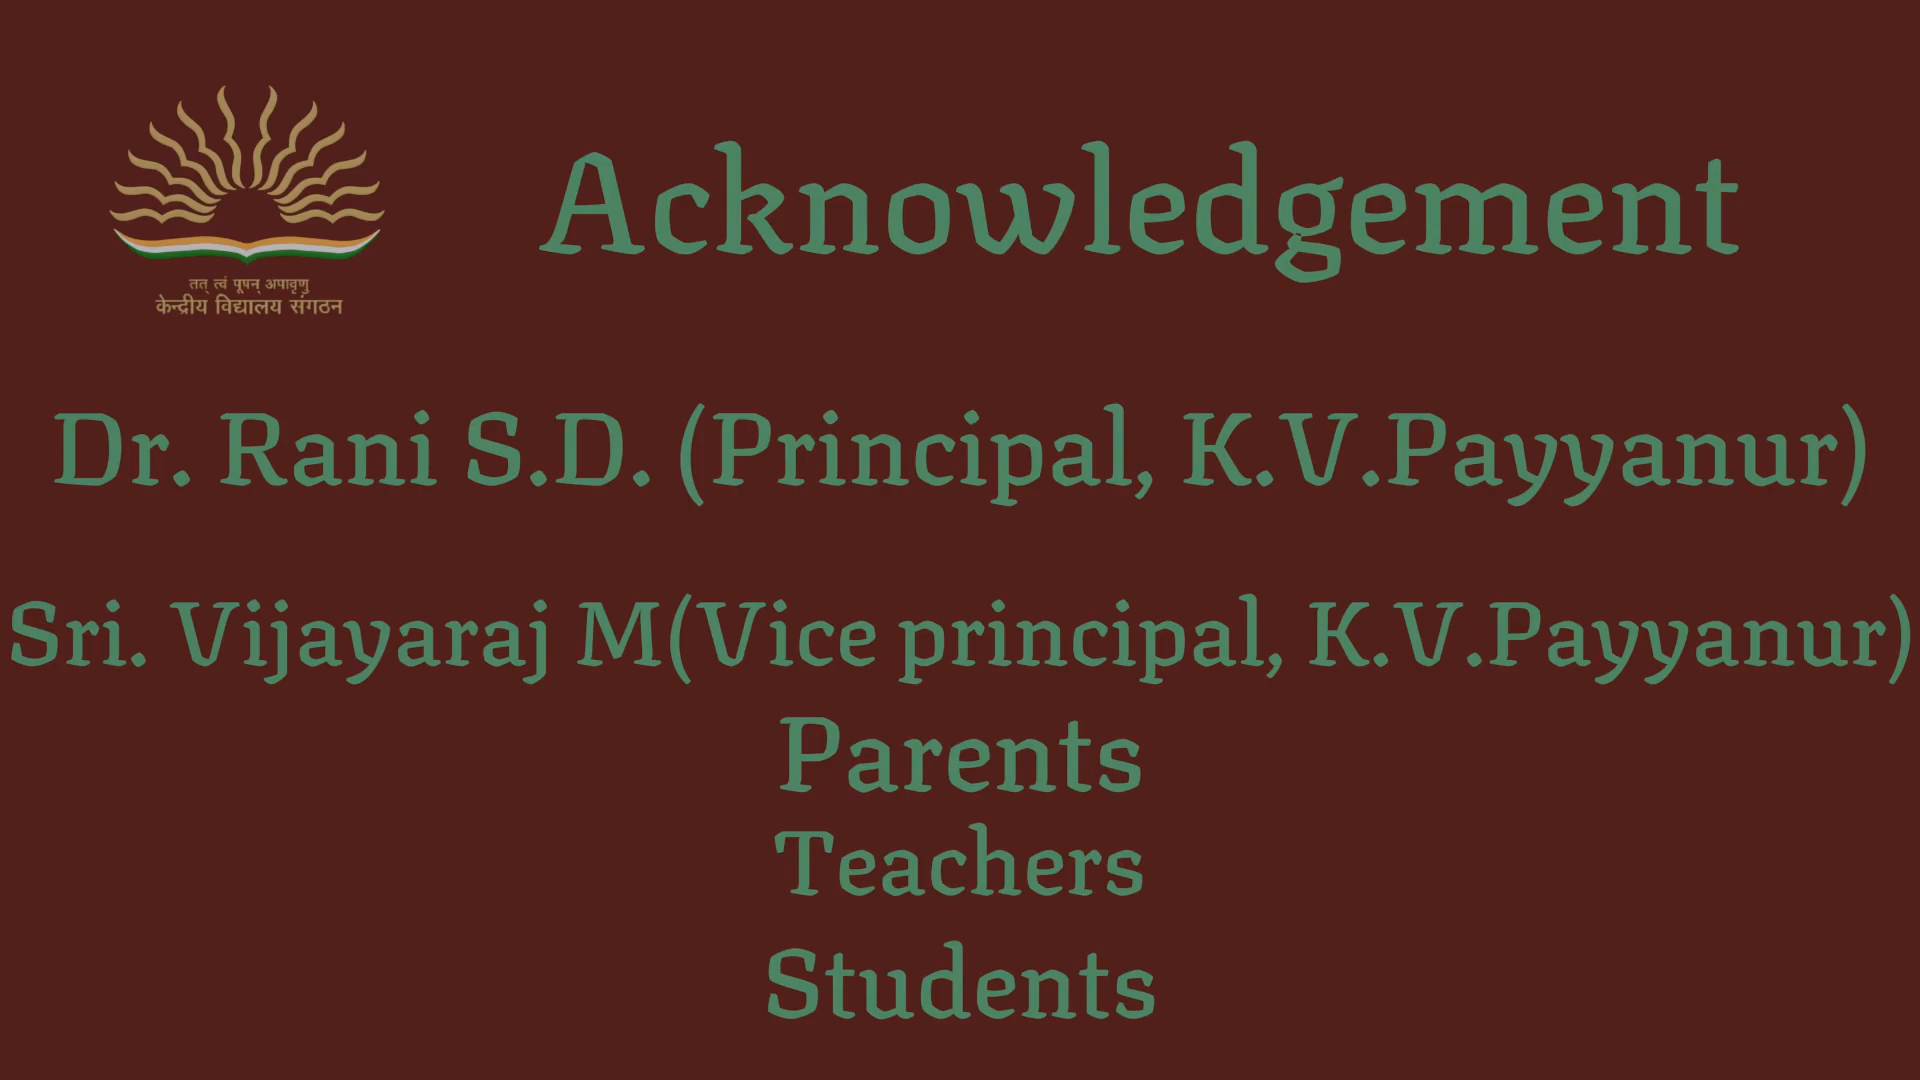 Acknowledgement
तत् त्वं पूषन् अपावृणु
केन्द्रीय विद्यालय संगठन
Dr. Rani S.D. (Principal, K.V.Payyanur)
Sri. Vijayaraj M(Vice principal, K.V.Payyanur)
Parents
Teachers
Students